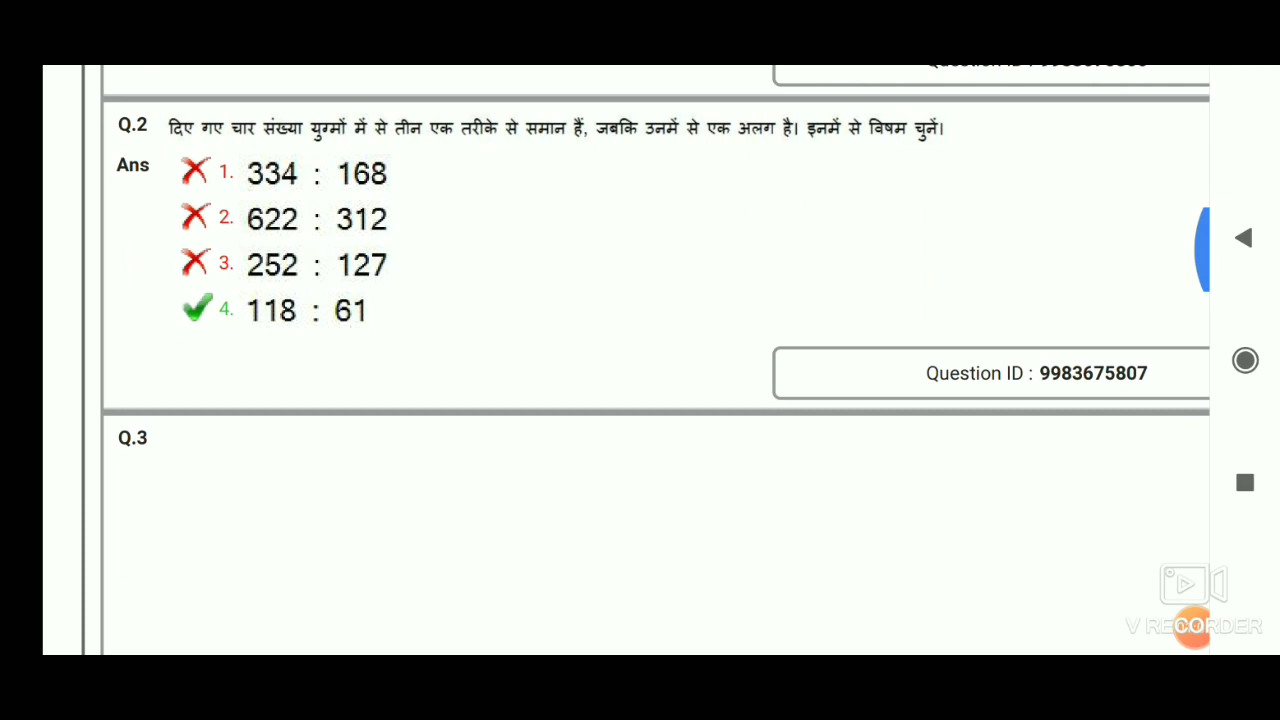 Q.2 दिए गए चार संख्या युग्मों में से तीन एक तरीके से समान हैं, जबकि उनमें से एक अलग है। इनमें से विषम चुनें।
Ans 1. 334 : 168
2. 622 : 312
3. 252 : 127
4. 118 : 61
Question ID : 9983675807
Q.3
V RECORDER